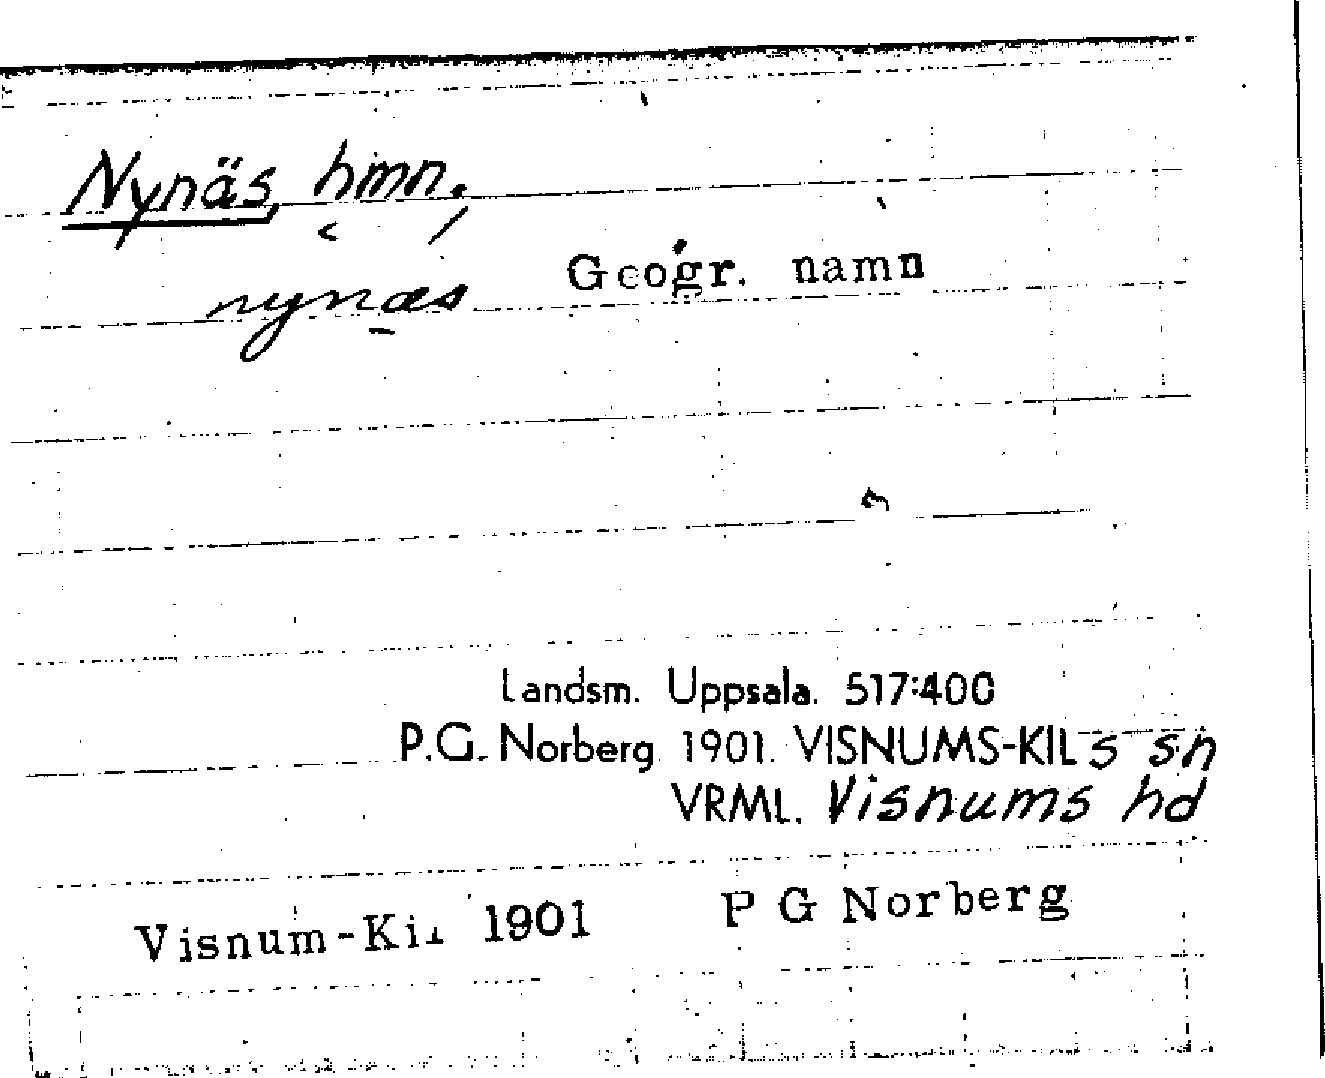 Nynäs, hmn.
nynæs Geogr. namn
Landsm. Uppsala. 517:400
P.G. Norberg 1901. VISNUMS-KILs sn
VRML. Visnums hd
Visnum-Kil 1901 P G Norberg